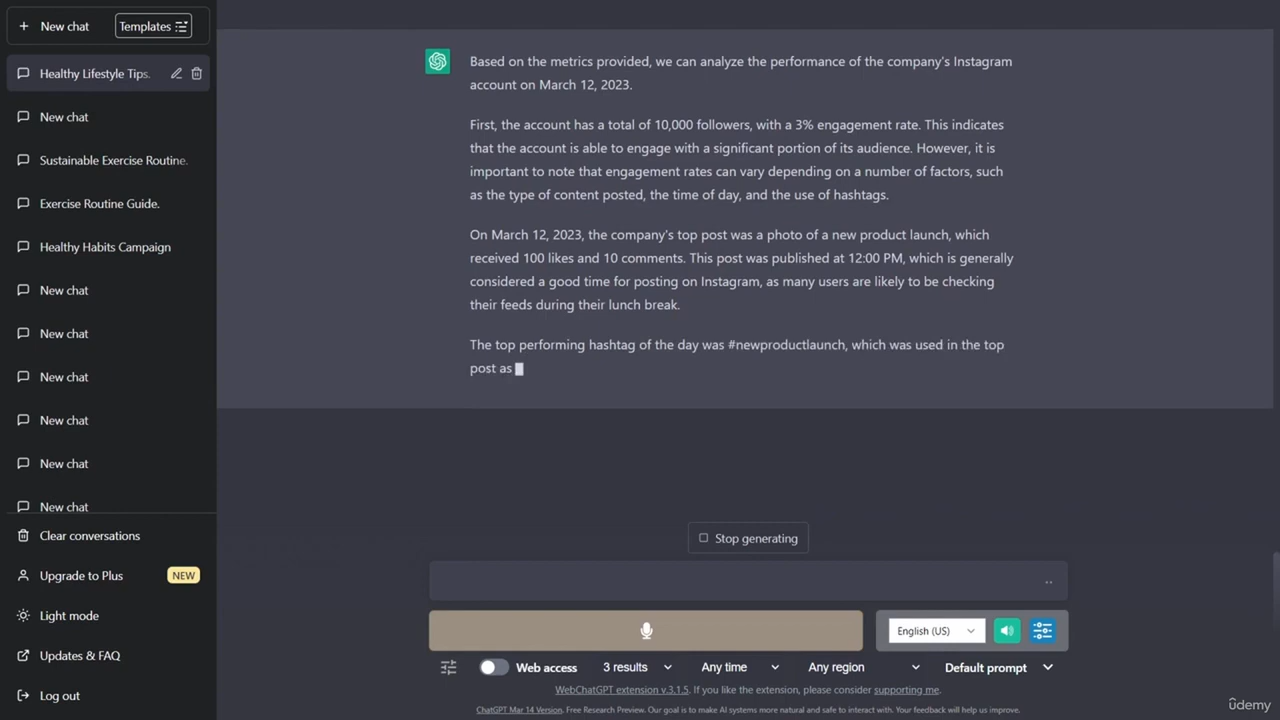 New chat
Templates
Healthy Lifestyle Tips.
New chat
Sustainable Exercise Routine.
Exercise Routine Guide.
Healthy Habits Campaign
New chat
New chat
New chat
New chat
New chat
New chat
Clear conversations
Upgrade to Plus NEW
Light mode
Updates & FAQ
Log out
Based on the metrics provided, we can analyze the performance of the company's Instagram
account on March 12, 2023.
First, the account has a total of 10,000 followers, with a 3% engagement rate. This indicates
that the account is able to engage with a significant portion of its audience. However, it is
important to note that engagement rates can vary depending on a number of factors, such
as the type of content posted, the time of day, and the use of hashtags.
On March 12, 2023, the company's top post was a photo of a new product launch, which
received 100 likes and 10 comments. This post was published at 12:00 PM, which is generally
considered a good time for posting on Instagram, as many users are likely to be checking
their feeds during their lunch break.
The top performing hashtag of the day was #newproductlaunch, which was used in the top
post as
Stop generating
English (US)
Web access 3 results Any time Any region Default prompt
WebChatGPT extension v.3.1.5. If you like the extension, please consider supporting me.
ChatGPT Mar 14 Version. Free Research Preview. Our goal is to make AI systems more natural and safe to interact with. Your feedback will help us improve.
ûdemy